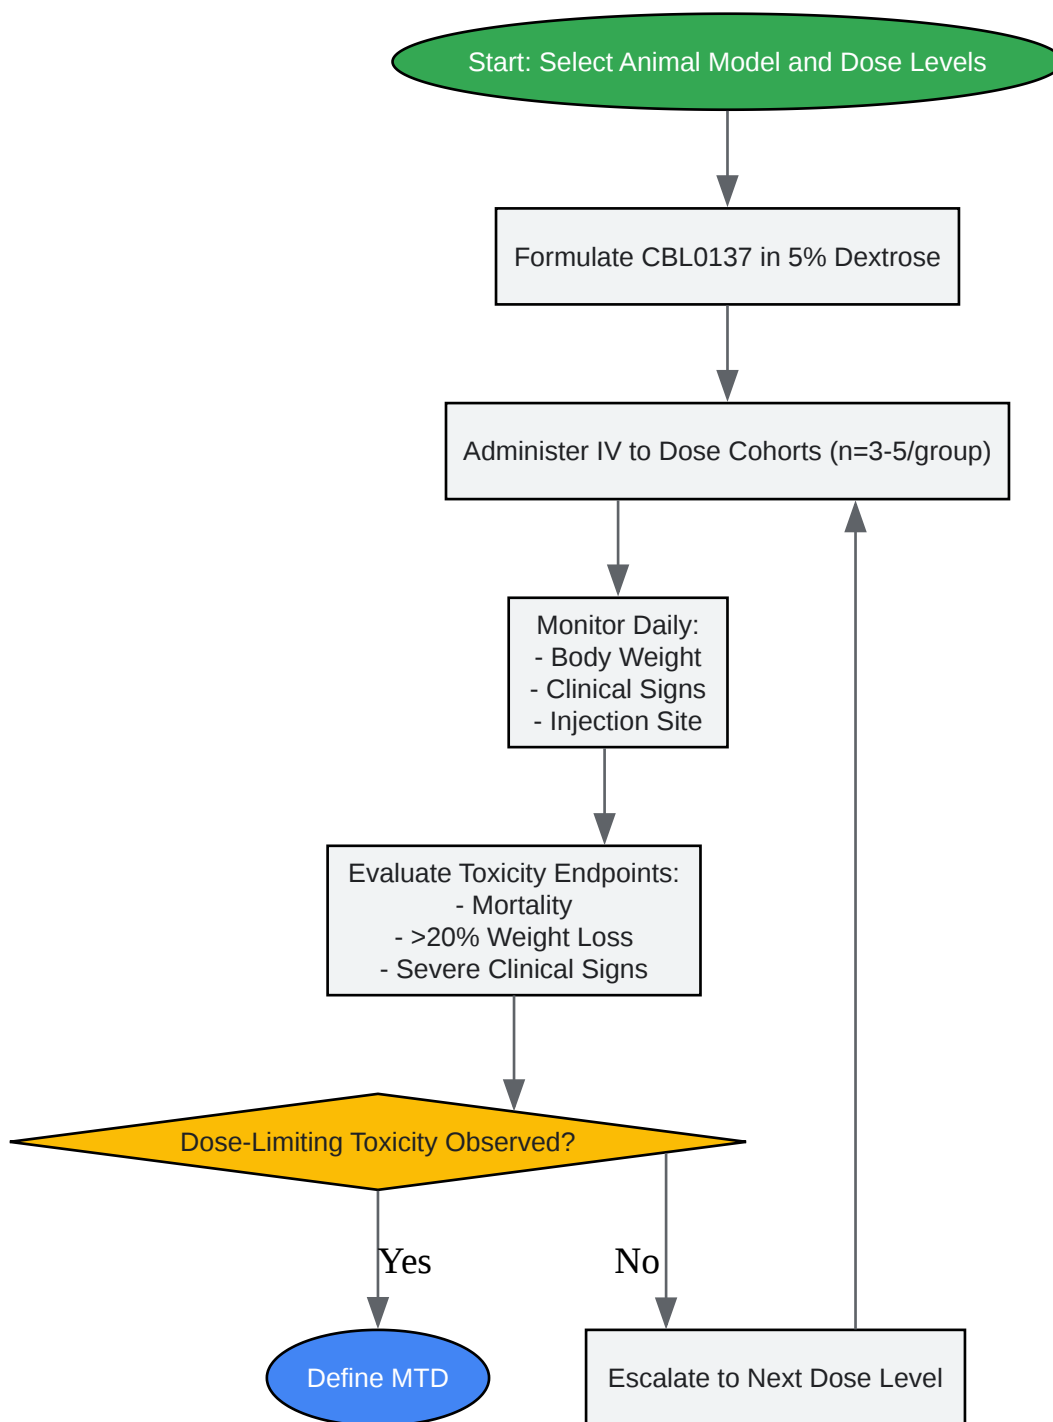 Start: Select Animal Model and Dose Levels
Formulate CBL0137 in 5% Dextrose
Administer IV to Dose Cohorts (n=3-5/group)
Monitor Daily:
- Body Weight
- Clinical Signs
- Injection Site
Evaluate Toxicity Endpoints:
- Mortality
- >20% Weight Loss
- Severe Clinical Signs
Dose-Limiting Toxicity Observed?
Yes
No
Define MTD
Escalate to Next Dose Level